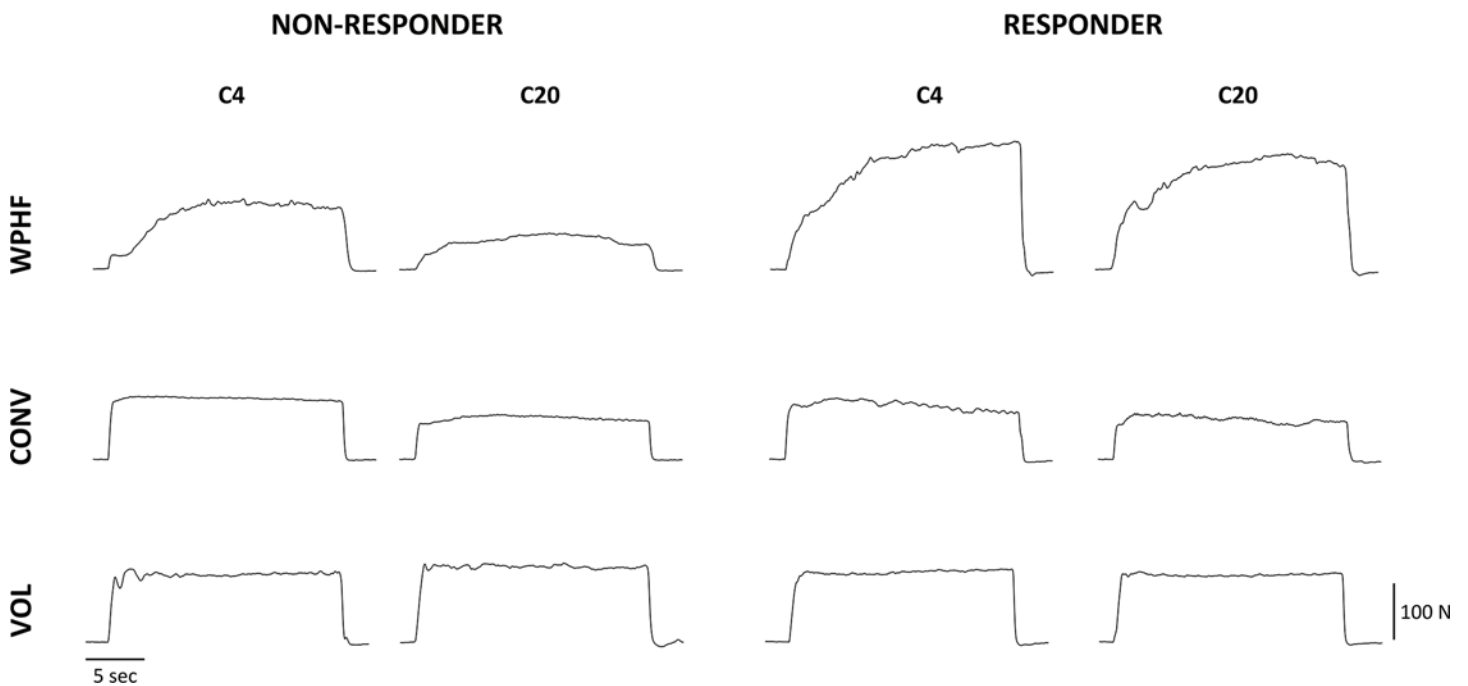 NON-RESPONDER
RESPONDER
C4
C20
C4
C20
WPHF
CONV
VOL
100 N
5 sec